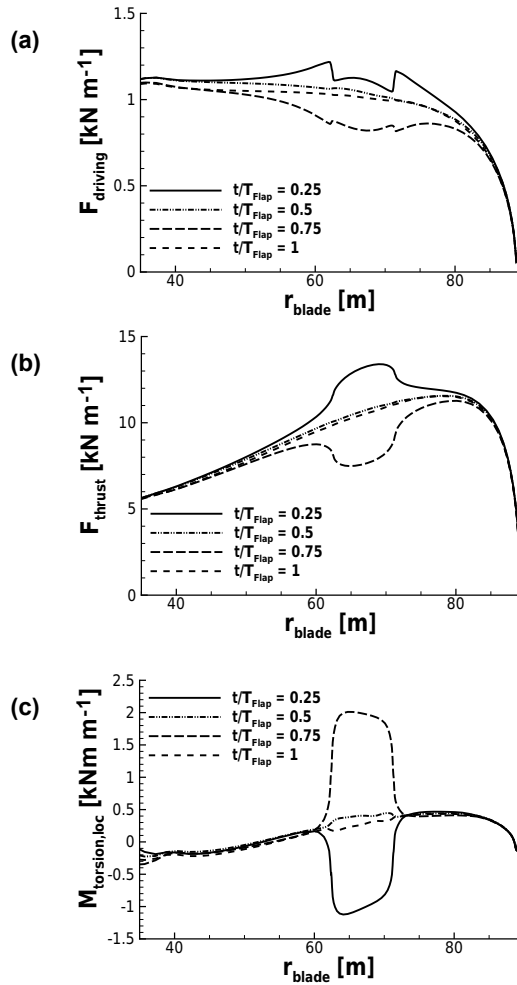 (a)
1.5
1
0.5
0
F_driving [kN m^-1]
t/T_Flap = 0.25
t/T_Flap = 0.5
t/T_Flap = 0.75
t/T_Flap = 1
40 60 80
r_blade [m]
(b)
15
10
5
0
F_thrust [kN m^-1]
t/T_Flap = 0.25
t/T_Flap = 0.5
t/T_Flap = 0.75
t/T_Flap = 1
40 60 80
r_blade [m]
(c)
2.5
2
1.5
1
0.5
0
-0.5
-1
-1.5
M_torsion,loc [kNm m^-1]
t/T_Flap = 0.25
t/T_Flap = 0.5
t/T_Flap = 0.75
t/T_Flap = 1
40 60 80
r_blade [m]